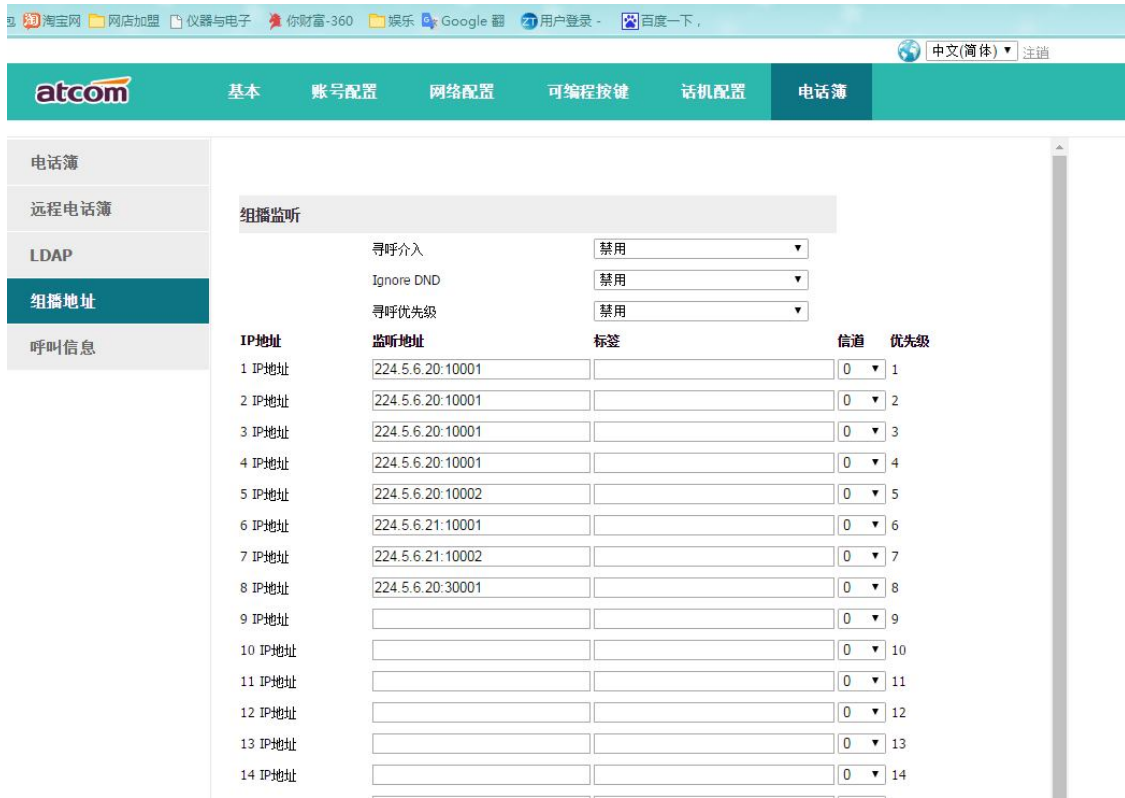 包 淘宝网 网店加盟 仪器与电子 你财富-360 娱乐 Google 翻 用户登录 - 百度一下，
中文(简体) 注销
atcom 基本 账号配置 网络配置 可编程按键 话机配置 电话簿
电话簿
远程电话簿
LDAP
组播地址
呼叫信息
组播监听
寻呼介入 禁用
Ignore DND 禁用
寻呼优先级 禁用
IP地址 监听地址 标签 信道 优先级
1 IP地址 224.5.6.20:10001 0 1
2 IP地址 224.5.6.20:10001 0 2
3 IP地址 224.5.6.20:10001 0 3
4 IP地址 224.5.6.20:10001 0 4
5 IP地址 224.5.6.20:10002 0 5
6 IP地址 224.5.6.21:10001 0 6
7 IP地址 224.5.6.21:10002 0 7
8 IP地址 224.5.6.20:30001 0 8
9 IP地址 0 9
10 IP地址 0 10
11 IP地址 0 11
12 IP地址 0 12
13 IP地址 0 13
14 IP地址 0 14